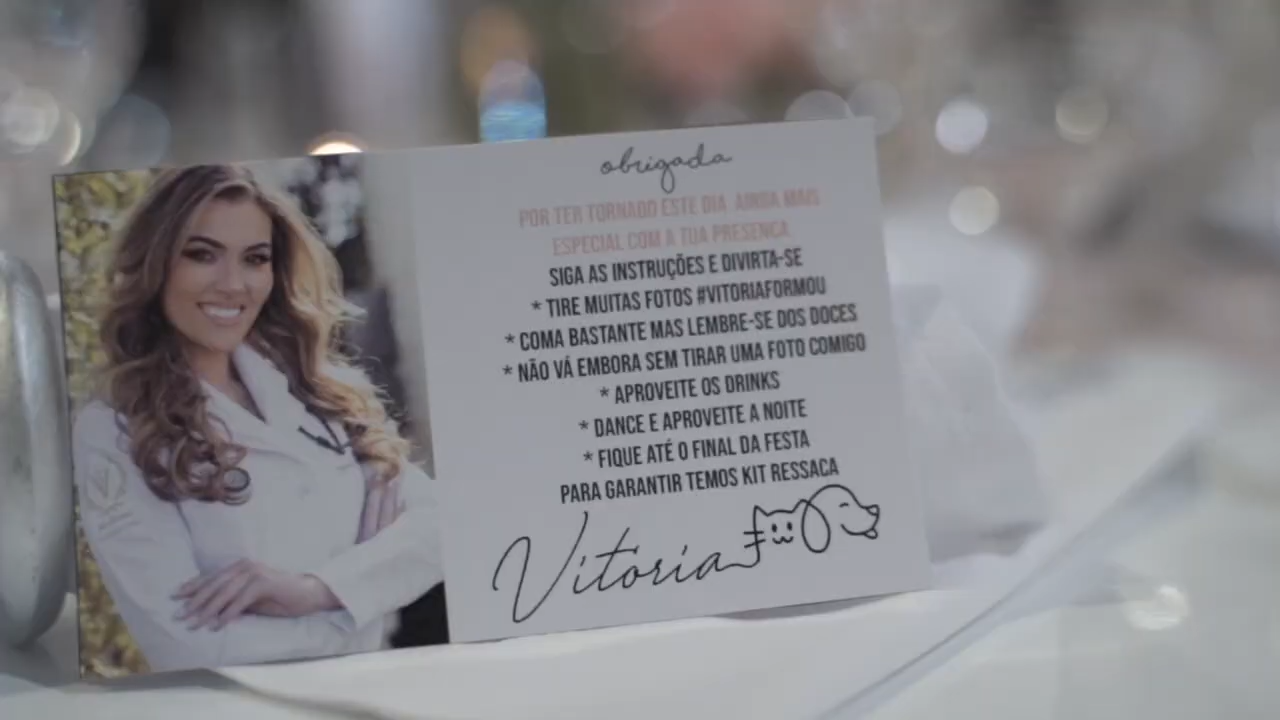 obrigada
POR TER TORNADO ESTE DIA AINDA MAIS
ESPECIAL COM A TUA PRESENÇA
SIGA AS INSTRUÇÕES E DIVIRTA-SE
* TIRE MUITAS FOTOS #VITORIAFORMOU
* COMA BASTANTE MAS LEMBRE-SE DOS DOCES
* NÃO VÁ EMBORA SEM TIRAR UMA FOTO COMIGO
* APROVEITE OS DRINKS
* DANCE E APROVEITE A NOITE
* FIQUE ATÉ O FINAL DA FESTA
PARA GARANTIR TEMOS KIT RESSACA
Vitória